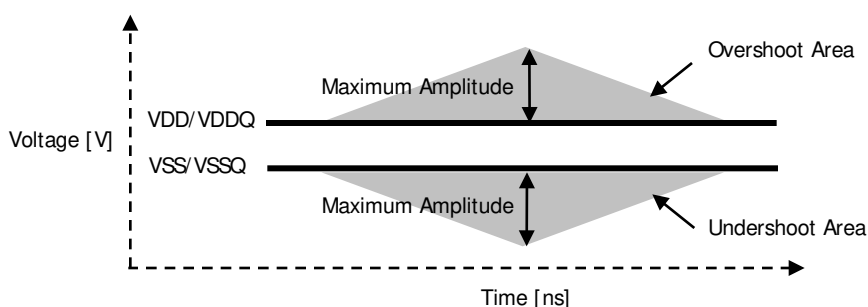 Overshoot Area
Maximum Amplitude
VDD/VDDQ
Voltage [V]
VSS/VSSQ
Maximum Amplitude
Undershoot Area
Time [ns]